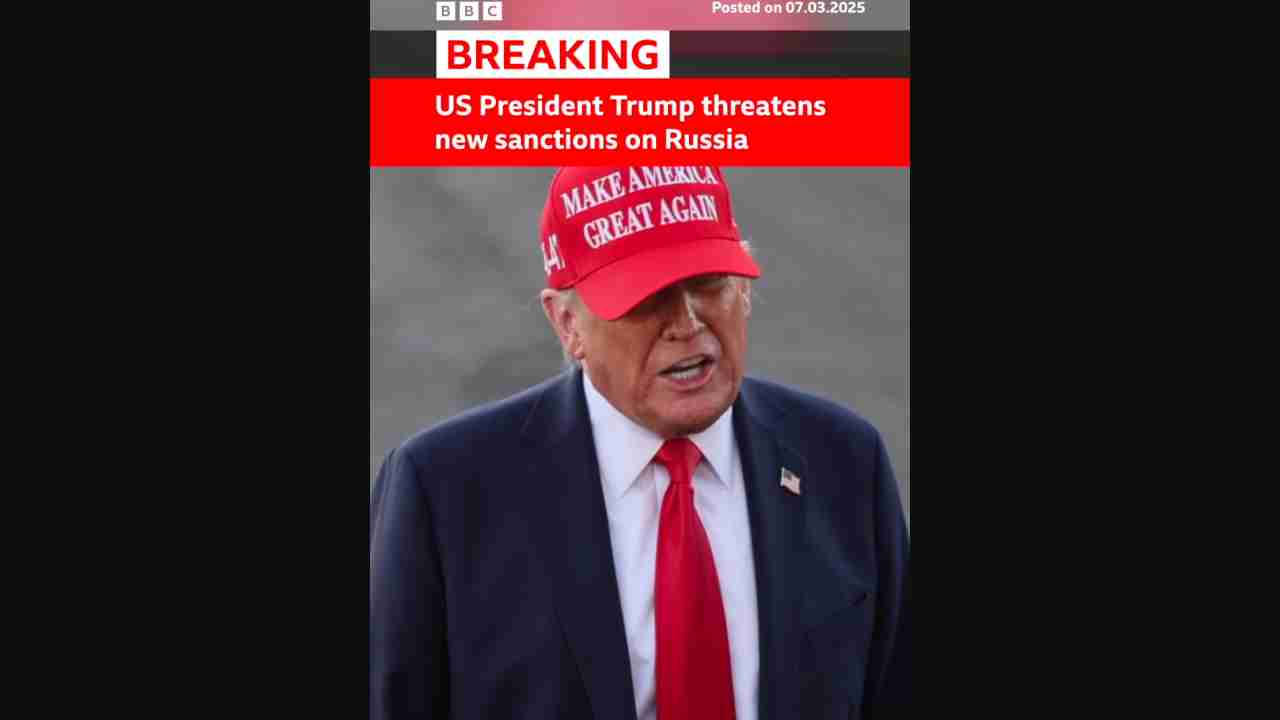 BBC
Posted on 07.03.2025
BREAKING
US President Trump threatens
new sanctions on Russia
MAKE AMERICA
GREAT AGAIN